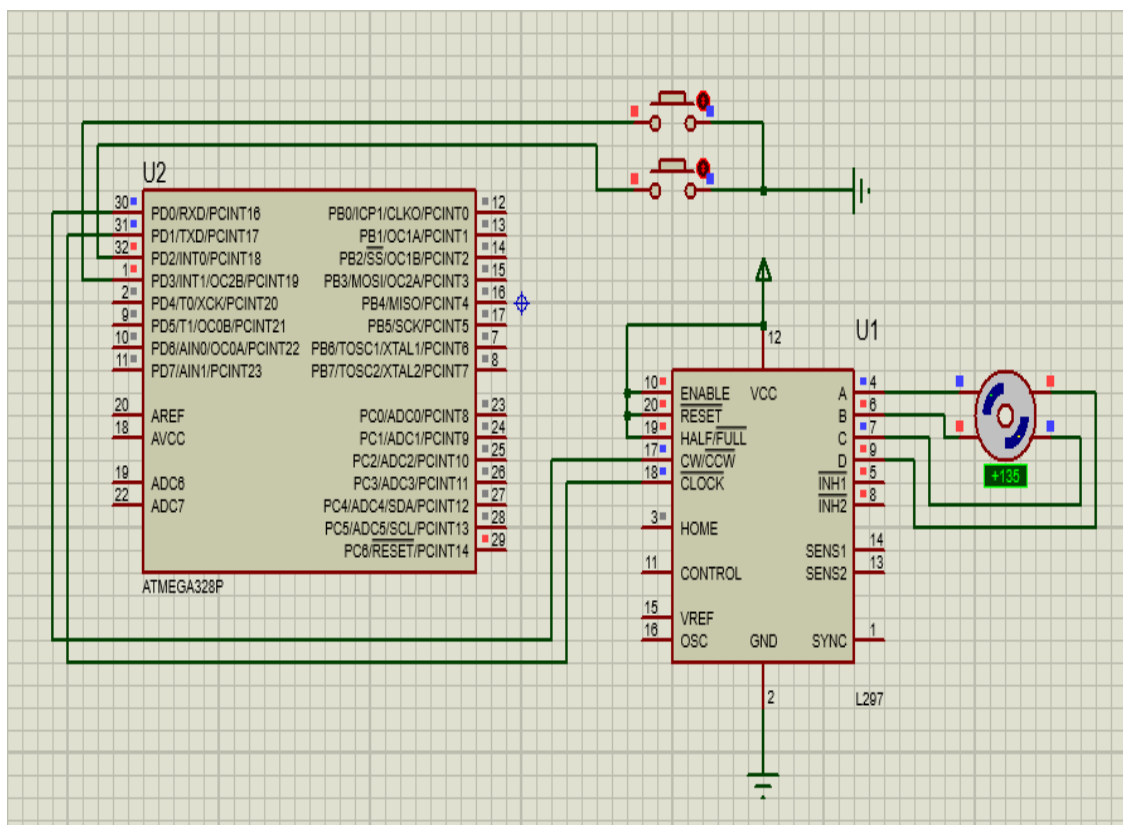 U2
30 PD0/RXD/PCINT16
31 PD1/TXD/PCINT17
32 PD2/INT0/PCINT18
1 PD3/INT1/OC2B/PCINT19
2 PD4/T0/XCK/PCINT20
9 PD5/T1/OC0B/PCINT21
10 PD6/AIN0/OC0A/PCINT22
11 PD7/AIN1/PCINT23
20 AREF
18 AVCC
19 ADC6
22 ADC7
PB0/ICP1/CLKO/PCINT0 12
PB1/OC1A/PCINT1 13
PB2/SS/OC1B/PCINT2 14
PB3/MOSI/OC2A/PCINT3 15
PB4/MISO/PCINT4 16
PB5/SCK/PCINT5 17
PB6/TOSC1/XTAL1/PCINT6 7
PB7/TOSC2/XTAL2/PCINT7 8
PC0/ADC0/PCINT8 23
PC1/ADC1/PCINT9 24
PC2/ADC2/PCINT10 25
PC3/ADC3/PCINT11 26
PC4/ADC4/SDA/PCINT12 27
PC5/ADC5/SCL/PCINT13 28
PC6/RESET/PCINT14 29
ATMEGA328P
U1
12
VCC
10 ENABLE
20 RESET
19 HALF/FULL
17 CW/CCW
18 CLOCK
3 HOME
11 CONTROL
15 VREF
16 OSC
GND
2
A 4
B 6
C 7
D 9
INH1 5
INH2 8
SENS1 14
SENS2 13
SYNC 1
L297
+135